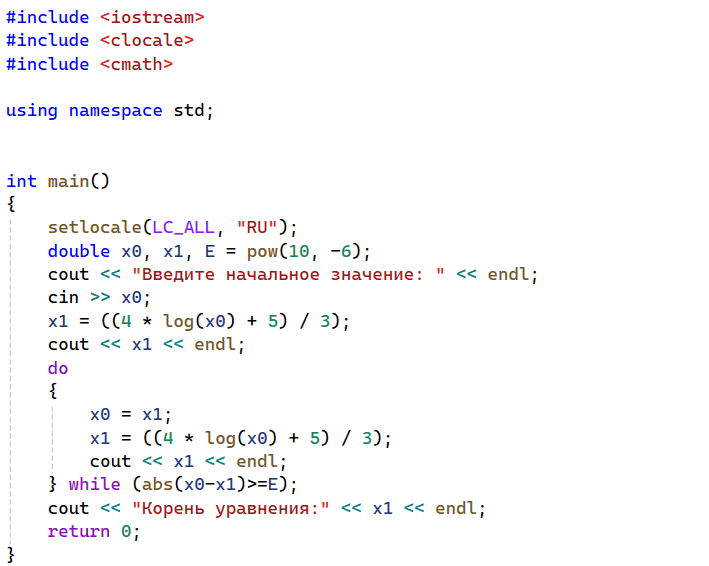 #include <iostream>
#include <clocale>
#include <cmath>
using namespace std;
int main()
{
setlocale(LC_ALL, "RU");
double x0, x1, E = pow(10, -6);
cout << "Введите начальное значение: " << endl;
cin >> x0;
x1 = ((4 * log(x0) + 5) / 3);
cout << x1 << endl;
do
{
x0 = x1;
x1 = ((4 * log(x0) + 5) / 3);
cout << x1 << endl;
} while (abs(x0-x1)>=E);
cout << "Корень уравнения:" << x1 << endl;
return 0;
}